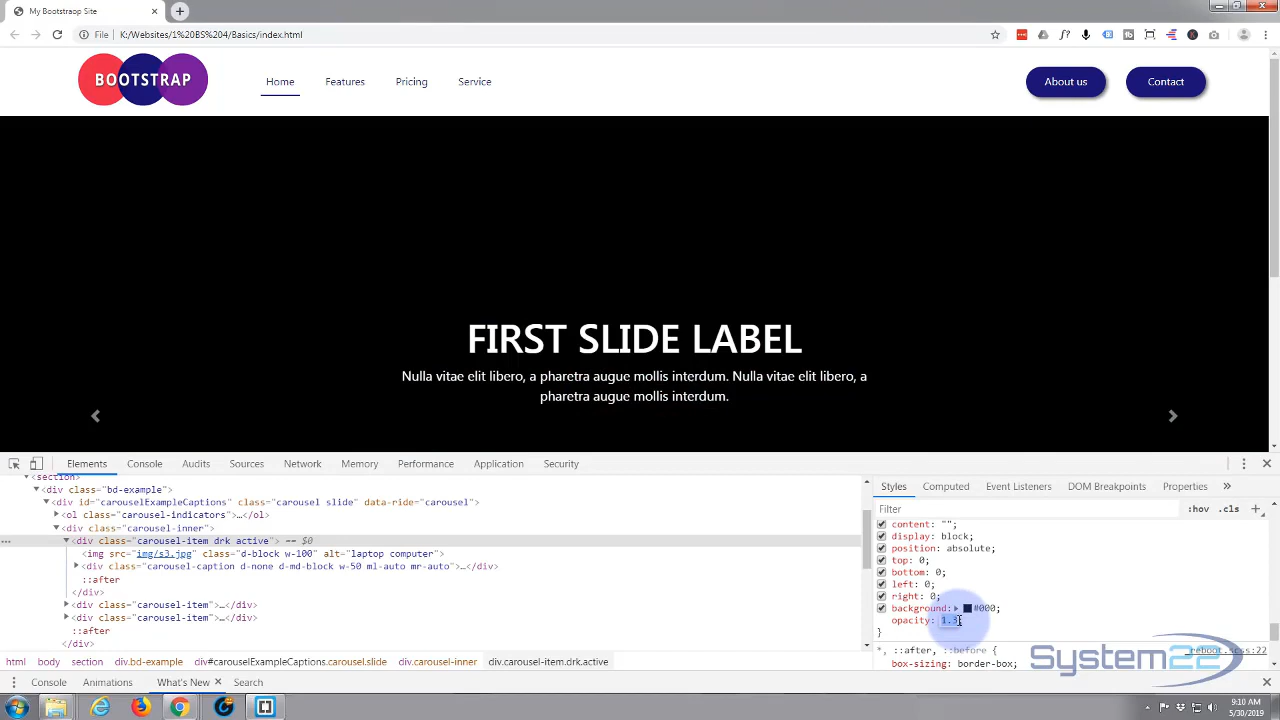 My Bootstraop Site
File K:/Websites/1%20BS%204/Basics/index.html
BOOTSTRAP
Home Features Pricing Service
About us Contact
FIRST SLIDE LABEL
Nulla vitae elit libero, a pharetra augue mollis interdum. Nulla vitae elit libero, a
pharetra augue mollis interdum.
Elements Console Audits Sources Network Memory Performance Application Security
<section>
<div class="bd-example">
<div id="carouselExampleCaptions" class="carousel slide" data-ride="carousel">
<ol class="carousel-indicators">…</ol>
<div class="carousel-inner">
<div class="carousel-item drk active"> == $0
<img src="img/s3.jpg" class="d-block w-100" alt="laptop computer">
<div class="carousel-caption d-none d-md-block w-50 ml-auto mr-auto">…</div>
::after
</div>
<div class="carousel-item">…</div>
<div class="carousel-item">…</div>
::after
</div>
html body section div.bd-example div#carouselExampleCaptions.carousel.slide div.carousel-inner div.carousel-item.drk.active
Styles Computed Event Listeners DOM Breakpoints Properties »
Filter :hov .cls +
content: "";
display: block;
position: absolute;
top: 0;
bottom: 0;
left: 0;
right: 0;
background: #000;
opacity: 1.3
}
*, ::after, ::before { _reboot.scss:22
box-sizing: border-box;
System22
Console Animations What's New Search
9:10 AM
5/30/2019